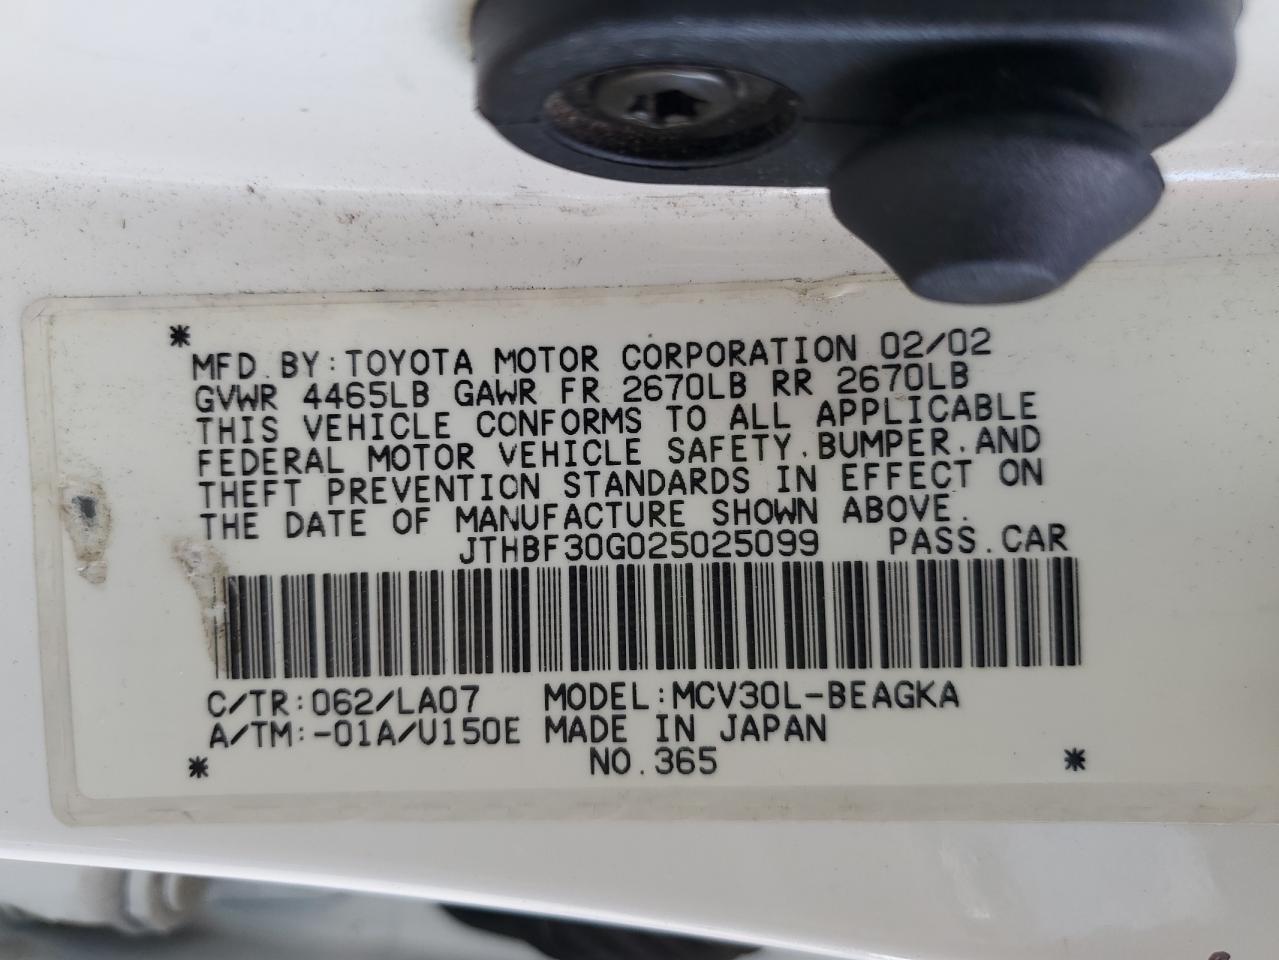 *
MFD. BY: TOYOTA MOTOR CORPORATION 02/02
GVWR 4465LB GAWR FR 2670LB RR 2670LB
THIS VEHICLE CONFORMS TO ALL APPLICABLE
FEDERAL MOTOR VEHICLE SAFETY.BUMPER.AND
THEFT PREVENTION STANDARDS IN EFFECT ON
THE DATE OF MANUFACTURE SHOWN ABOVE.
JTHBF30G025025099 PASS.CAR
C/TR:062/LA07 MODEL:MCV30L-BEAGKA
A/TM:-01A/U150E MADE IN JAPAN
* NO.365 *